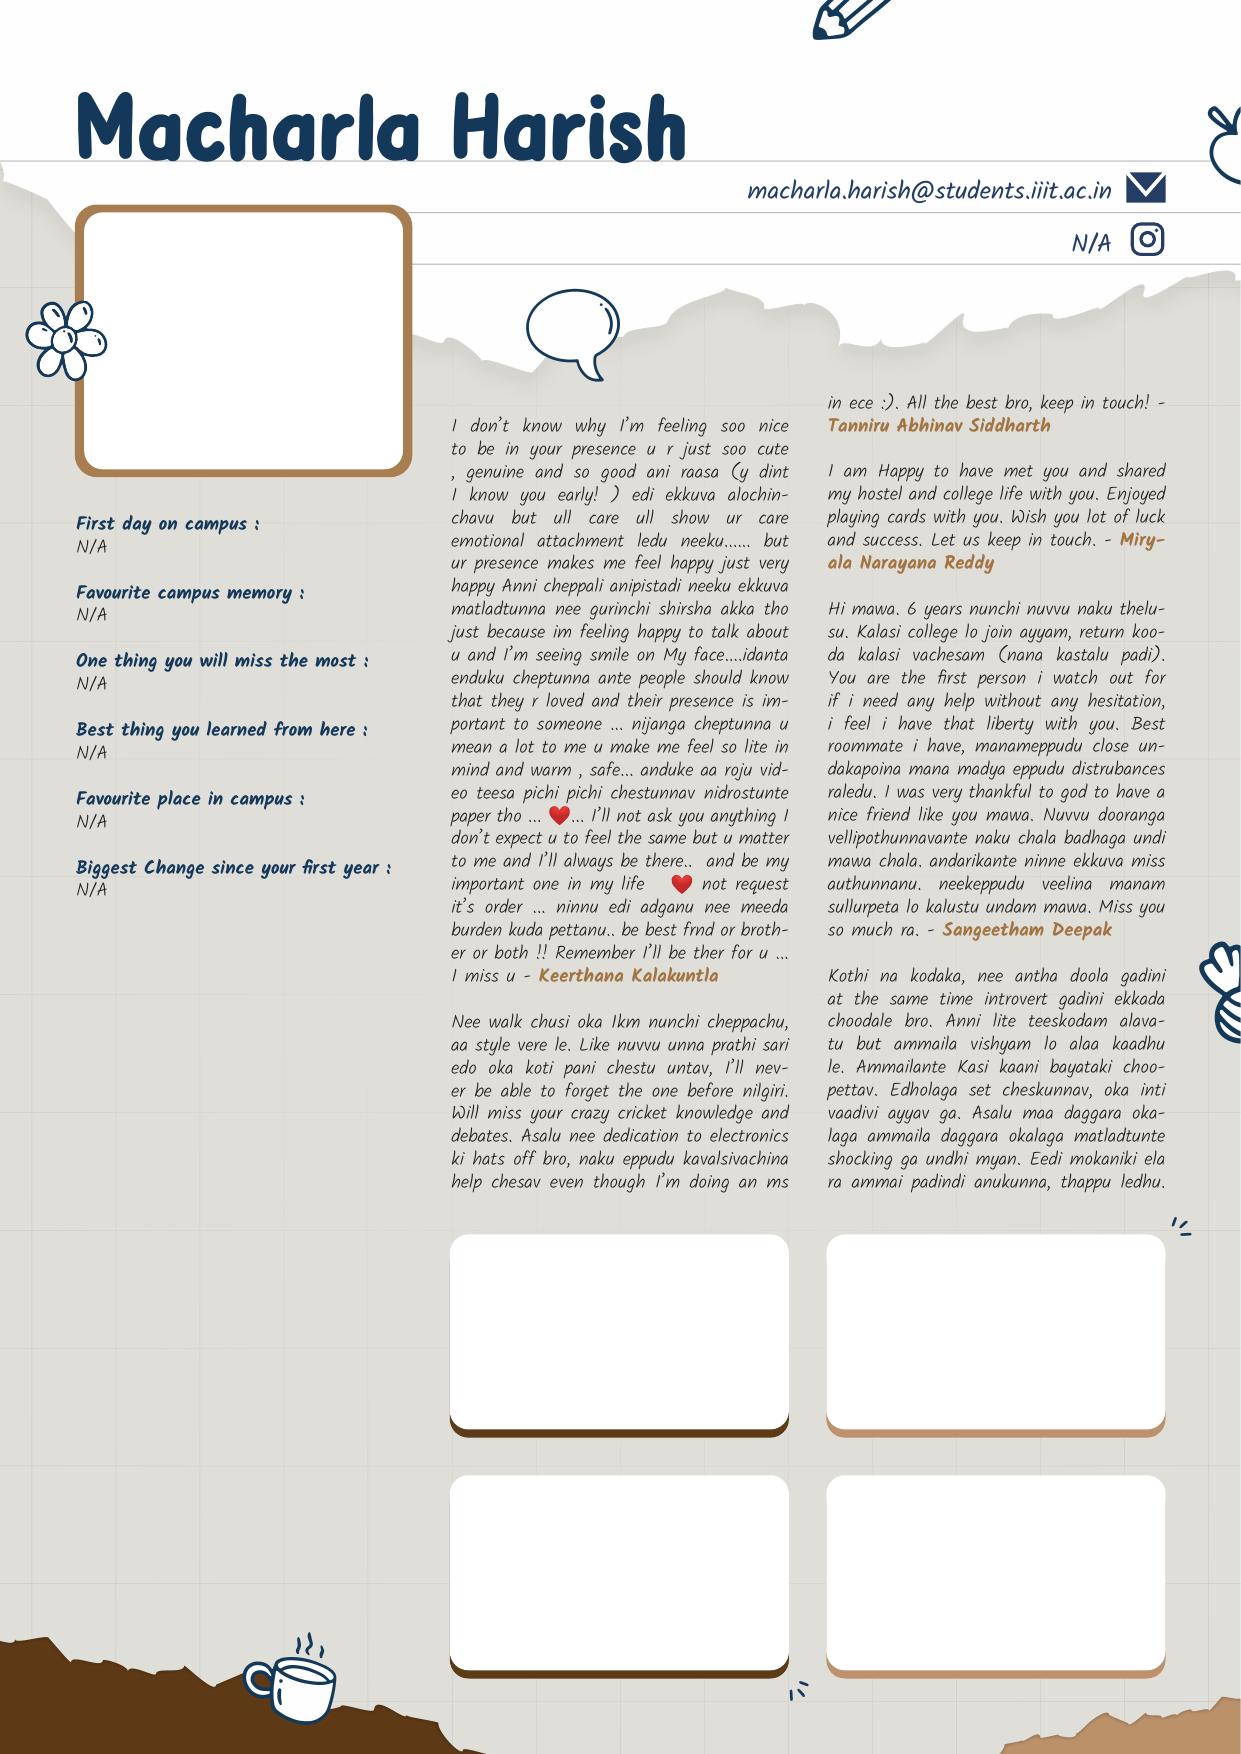 Macharla Harish
macharla.harish@students.iiit.ac.in
N/A
First day on campus :
N/A
Favourite campus memory :
N/A
One thing you will miss the most :
N/A
Best thing you learned from here :
N/A
Favourite place in campus :
N/A
Biggest Change since your first year :
N/A
I don't know why I'm feeling soo nice
to be in your presence u r just soo cute
, genuine and so good ani raasa (y dint
I know you early! ) edi ekkuva alochin-
chavu but ull care ull show ur care
emotional attachment ledu neeku...... but
ur presence makes me feel happy just very
happy Anni cheppali anipistadi neeku ekkuva
matladtunna nee gurinchi shirsha akka tho
just because im feeling happy to talk about
u and I'm seeing smile on My face....idanta
enduku cheptunna ante people should know
that they r loved and their presence is im-
portant to someone ... nijanga cheptunna u
mean a lot to me u make me feel so lite in
mind and warm , safe... anduke aa roju vid-
eo teesa pichi pichi chestunnav nidrostunte
paper tho ... ❤️... I'll not ask you anything I
don't expect u to feel the same but u matter
to me and I'll always be there.. and be my
important one in my life ❤️ not request
it's order ... ninnu edi adganu nee meeda
burden kuda pettanu.. be best frnd or broth-
er or both !! Remember I'll be ther for u ...
I miss u - Keerthana Kalakuntla
Nee walk chusi oka 1km nunchi cheppachu,
aa style vere le. Like nuvvu unna prathi sari
edo oka koti pani chestu untav, I'll nev-
er be able to forget the one before nilgiri.
Will miss your crazy cricket knowledge and
debates. Asalu nee dedication to electronics
ki hats off bro, naku eppudu kavalsivachina
help chesav even though I'm doing an ms
in ece :). All the best bro, keep in touch! -
Tanniru Abhinav Siddharth
I am Happy to have met you and shared
my hostel and college life with you. Enjoyed
playing cards with you. Wish you lot of luck
and success. Let us keep in touch. - Miry-
ala Narayana Reddy
Hi mawa. 6 years nunchi nuvvu naku thelu-
su. Kalasi college lo join ayyam, return koo-
da kalasi vachesam (nana kastalu padi).
You are the first person i watch out for
if i need any help without any hesitation,
i feel i have that liberty with you. Best
roommate i have, manameppudu close un-
dakapoina mana madya eppudu distrubances
raledu. I was very thankful to god to have a
nice friend like you mawa. Nuvvu dooranga
vellipothunnavante naku chala badhaga undi
mawa chala. andarikante ninne ekkuva miss
authunnanu. neekeppudu veelina manam
sullurpeta lo kalustu undam mawa. Miss you
so much ra. - Sangeetham Deepak
Kothi na kodaka, nee antha doola gadini
at the same time introvert gadini ekkada
choodale bro. Anni lite teeskodam alava-
tu but ammaila vishyam lo alaa kaadhu
le. Ammailante Kasi kaani bayataki choo-
pettav. Edholaga set cheskunnav, oka inti
vaadivi ayyav ga. Asalu maa daggara oka-
laga ammaila daggara okalaga matladtunte
shocking ga undhi myan. Eedi mokaniki ela
ra ammai padindi anukunna, thappu ledhu.